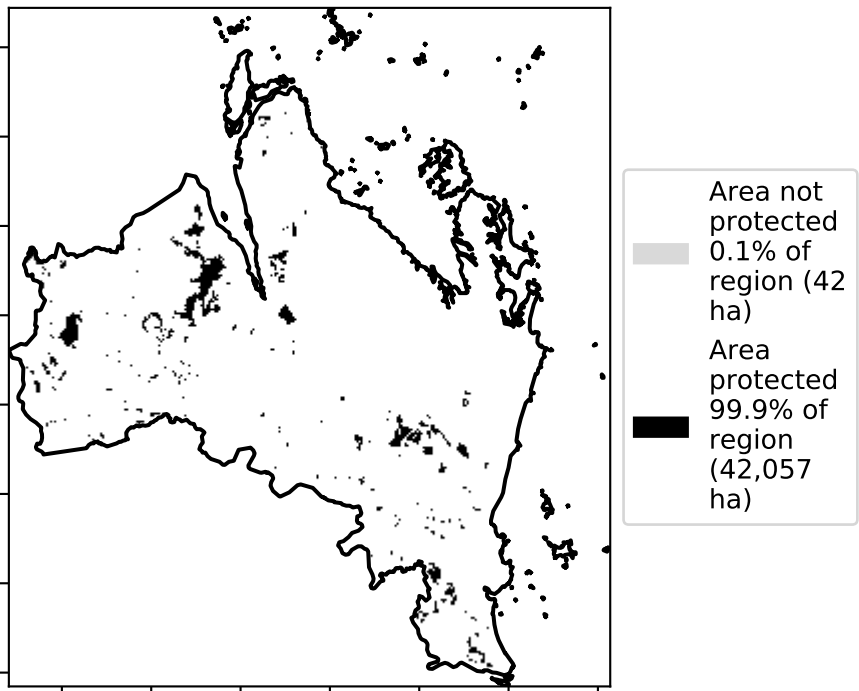 Area not
protected
0.1% of
region (42
ha)
Area
protected
99.9% of
region
(42,057
ha)